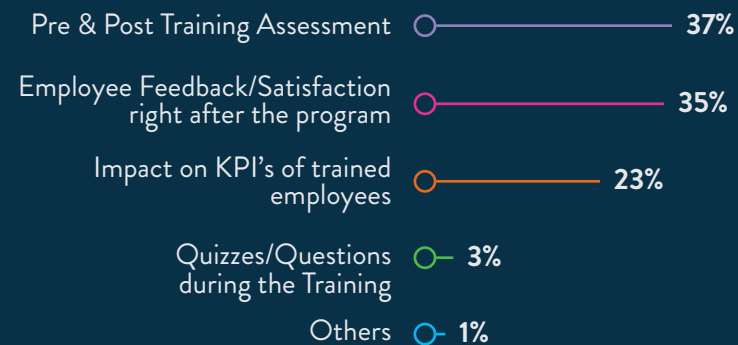 Pre & Post Training Assessment 37%
Employee Feedback/Satisfaction
right after the program 35%
Impact on KPI's of trained
employees 23%
Quizzes/Questions
during the Training 3%
Others 1%